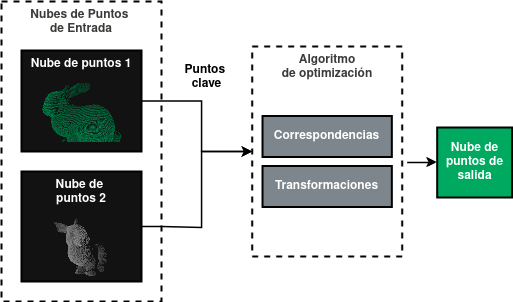 Nubes de Puntos
de Entrada
Nube de puntos 1
Nube de
puntos 2
Puntos
clave
Algoritmo
de optimización
Correspondencias
Transformaciones
Nube de
puntos de
salida